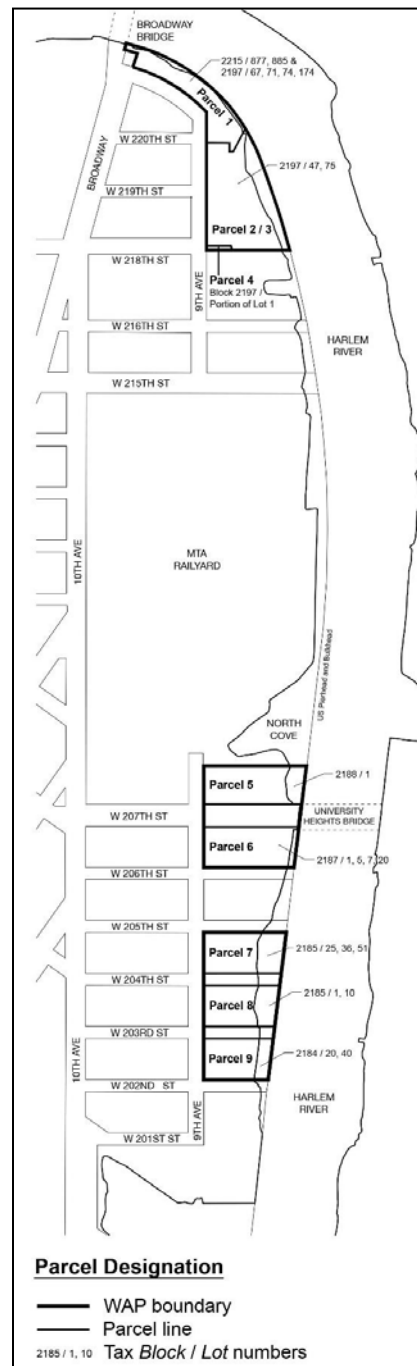 BROADWAY
BRIDGE
2215 / 877, 885 &
2197 / 67, 71, 74, 174
Parcel 1
W 220TH ST
BROADWAY
2197 / 47, 75
W 219TH ST
Parcel 2 / 3
W 218TH ST
9TH AVE
Parcel 4
Block 2197 /
Portion of Lot 1
W 216TH ST
HARLEM
RIVER
W 215TH ST
10TH AVE
MTA
RAILYARD
US Pierhead and Bulkhead
NORTH
COVE
Parcel 5
2188 / 1
W 207TH ST
UNIVERSITY
HEIGHTS BRIDGE
Parcel 6
2187 / 1, 5, 7, 20
W 206TH ST
W 205TH ST
Parcel 7
2185 / 25, 36, 51
W 204TH ST
Parcel 8
2185 / 1, 10
W 203RD ST
Parcel 9
2184 / 20, 40
10TH AVE
W 202ND ST
9TH AVE
HARLEM
RIVER
W 201ST ST
Parcel Designation
WAP boundary
Parcel line
2185 / 1, 10 Tax Block / Lot numbers